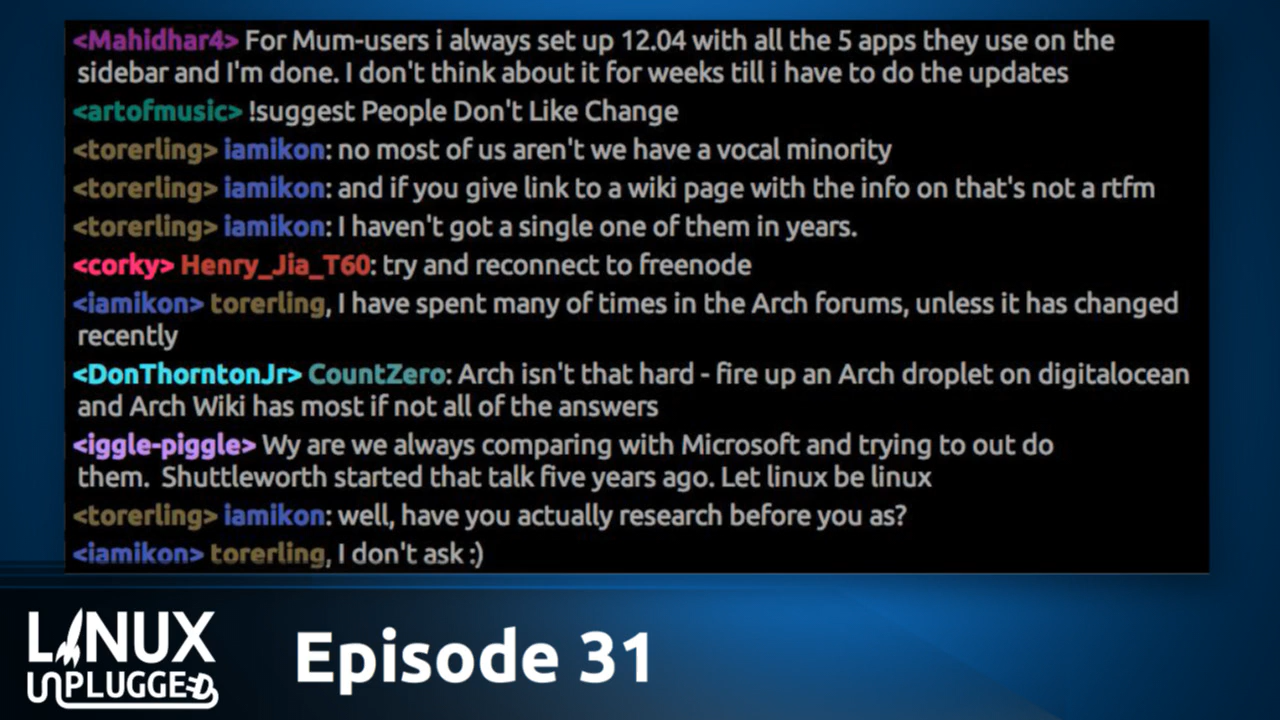 <Mahidhar4> For Mum-users i always set up 12.04 with all the 5 apps they use on the
sidebar and I'm done. I don't think about it for weeks till i have to do the updates
<artofmusic> !suggest People Don't Like Change
<torerling> iamikon: no most of us aren't we have a vocal minority
<torerling> iamikon: and if you give link to a wiki page with the info on that's not a rtfm
<torerling> iamikon: I haven't got a single one of them in years.
<corky> Henry_Jia_T60: try and reconnect to freenode
<iamikon> torerling, I have spent many of times in the Arch forums, unless it has changed
recently
<DonThorntonJr> CountZero: Arch isn't that hard - fire up an Arch droplet on digitalocean
and Arch Wiki has most if not all of the answers
<iggle-piggle> Wy are we always comparing with Microsoft and trying to out do
them.  Shuttleworth started that talk five years ago. Let linux be linux
<torerling> iamikon: well, have you actually research before you as?
<iamikon> torerling, I don't ask :)
LINUX
UNPLUGGED
Episode 31